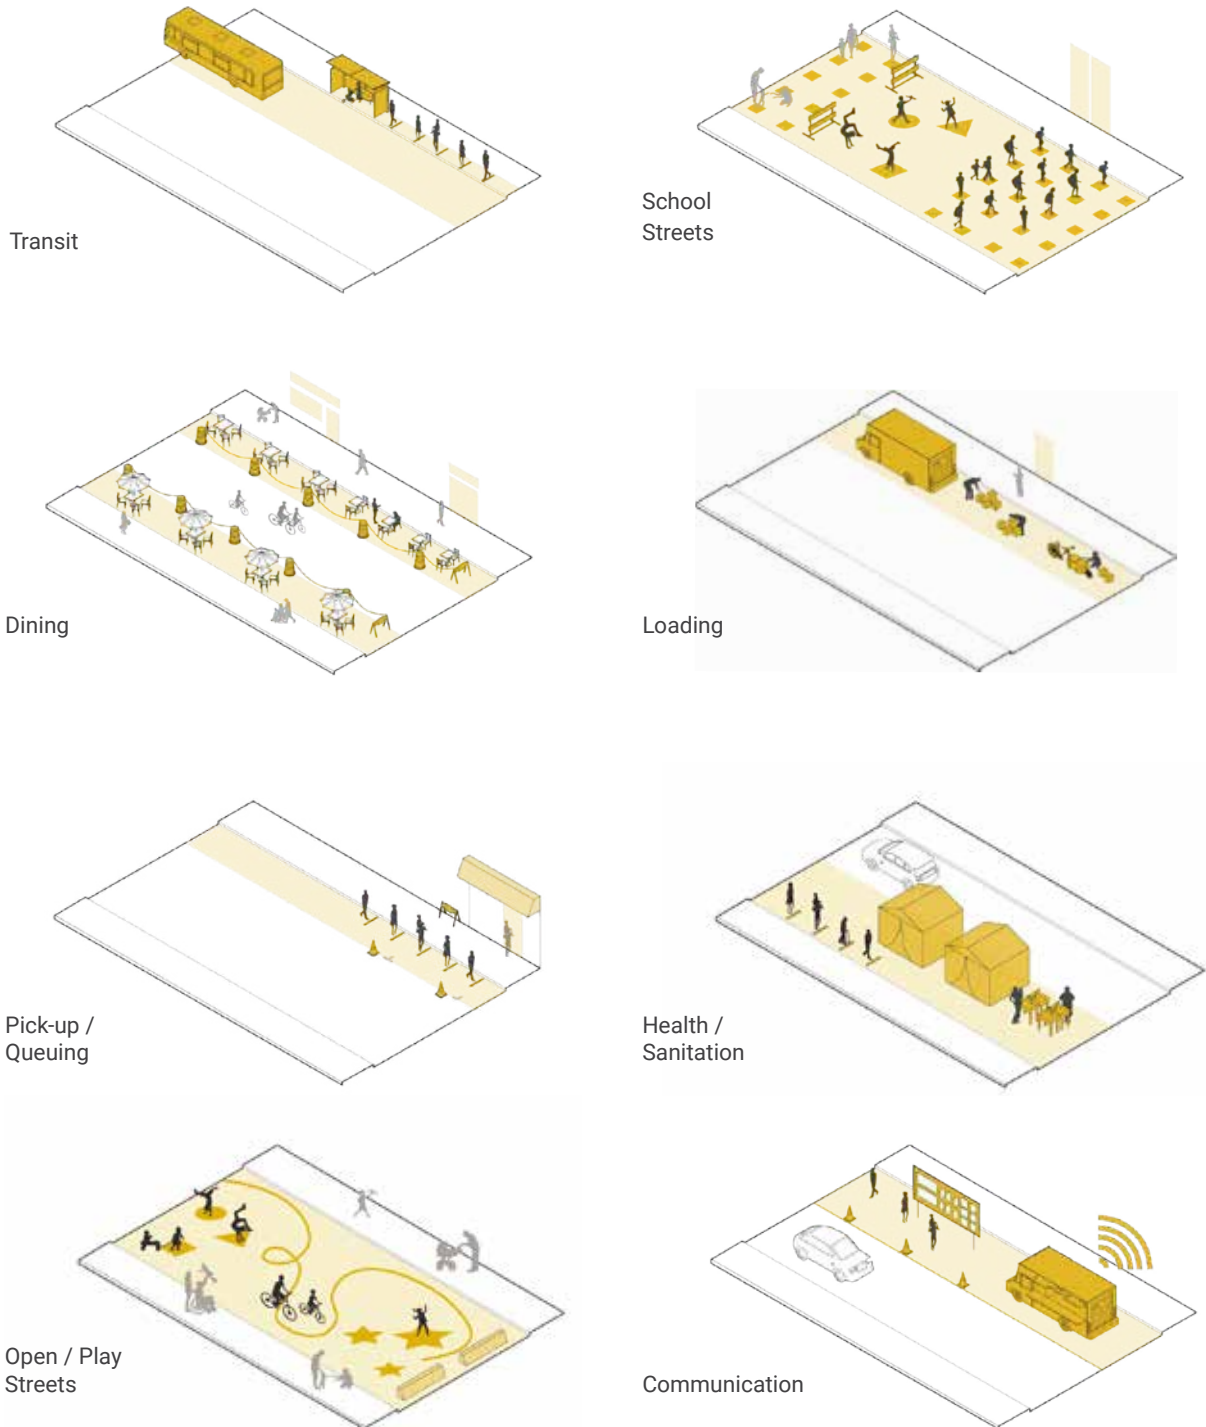 Transit
School
Streets
Dining
Loading
Pick-up /
Queuing
Health /
Sanitation
Open / Play
Streets
Communication